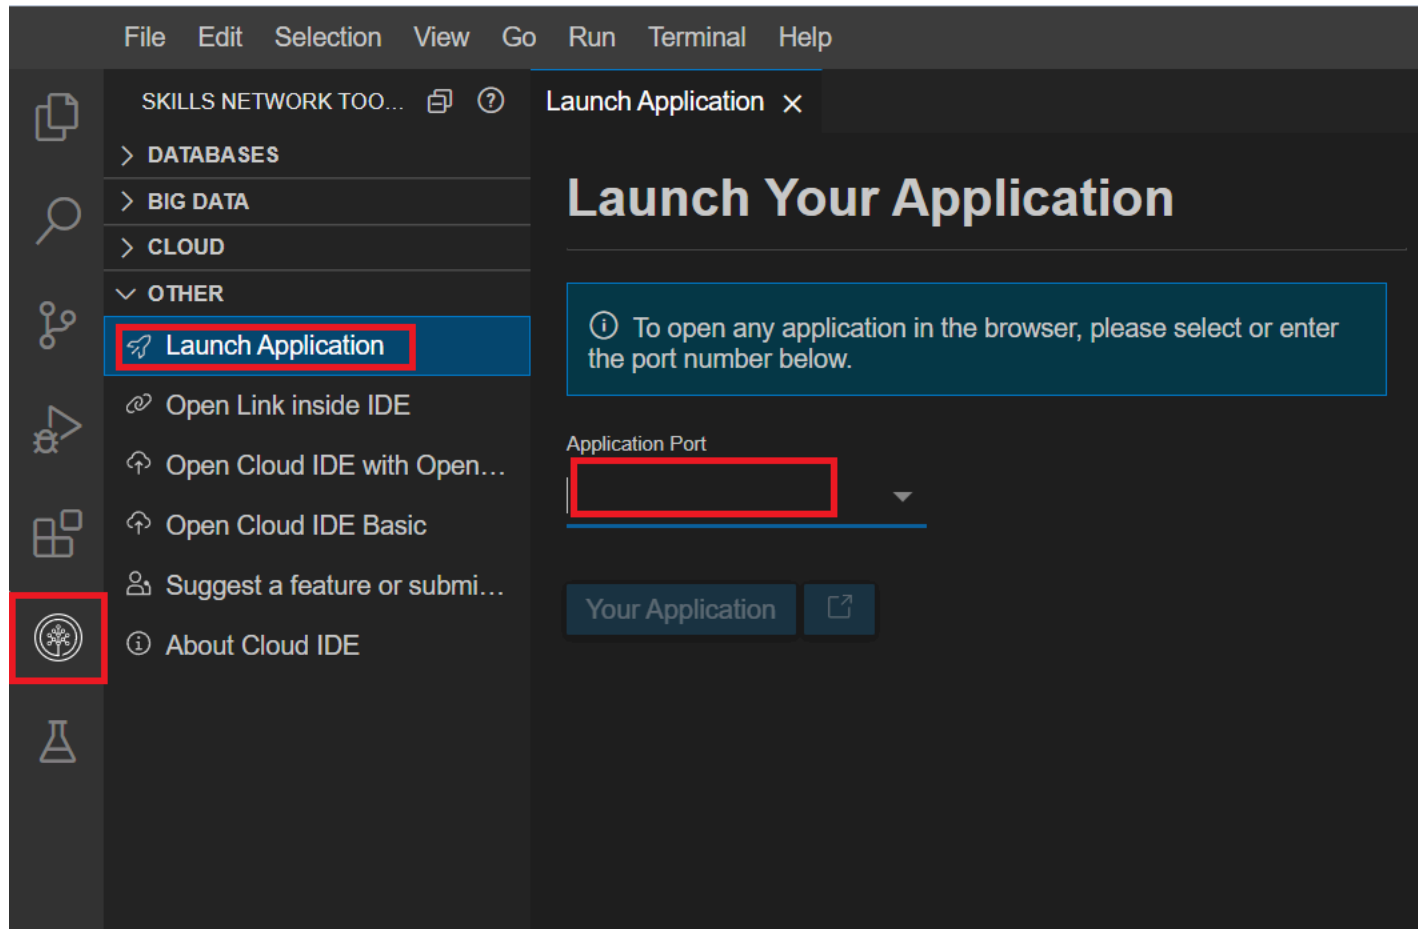 File Edit Selection View Go Run Terminal Help
SKILLS NETWORK TOO...
DATABASES
BIG DATA
CLOUD
OTHER
Launch Application
Open Link inside IDE
Open Cloud IDE with Open...
Open Cloud IDE Basic
Suggest a feature or submi...
About Cloud IDE
Launch Application
Launch Your Application
To open any application in the browser, please select or enter
the port number below.
Application Port
Your Application